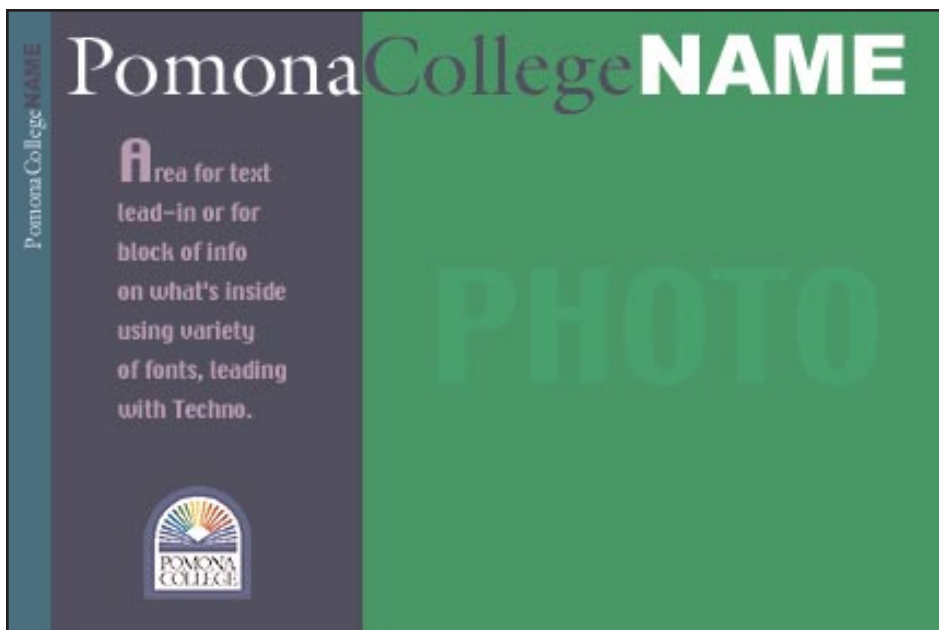 PomonaCollegeNAME
PomonaCollegeNAME
Area for text
lead-in or for
block of info
on what's inside
using variety
of fonts, leading
with Techno.
PHOTO
POMONA
COLLEGE